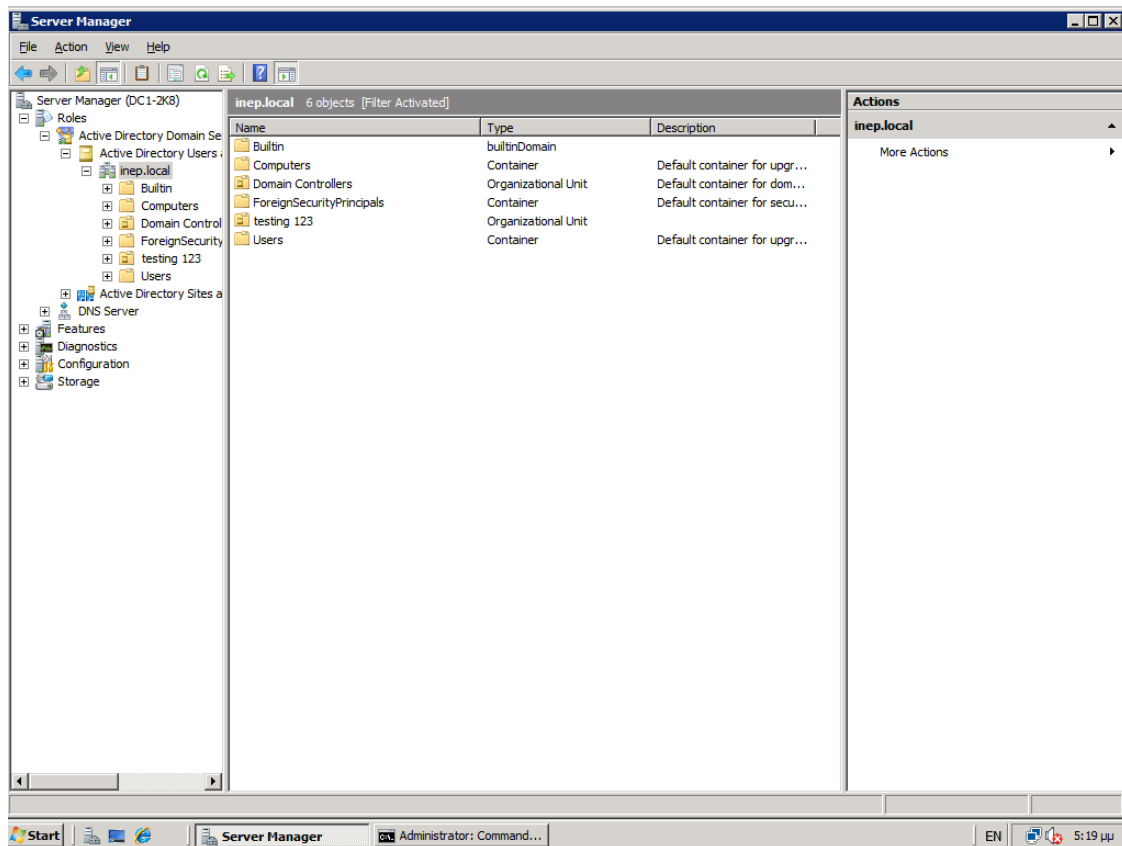 Server Manager
File Action View Help
Server Manager (DC1-2K8)
Roles
Active Directory Domain Se
Active Directory Users
inep.local
Builtin
Computers
Domain Control
ForeignSecurity
testing 123
Users
Active Directory Sites a
DNS Server
Features
Diagnostics
Configuration
Storage
inep.local 6 objects [Filter Activated]
Name Type Description
Builtin builtinDomain
Computers Container Default container for upgr...
Domain Controllers Organizational Unit Default container for dom...
ForeignSecurityPrincipals Container Default container for secu...
testing 123 Organizational Unit
Users Container Default container for upgr...
Actions
inep.local
More Actions
Start Server Manager Administrator: Command... EN 5:19 μμ